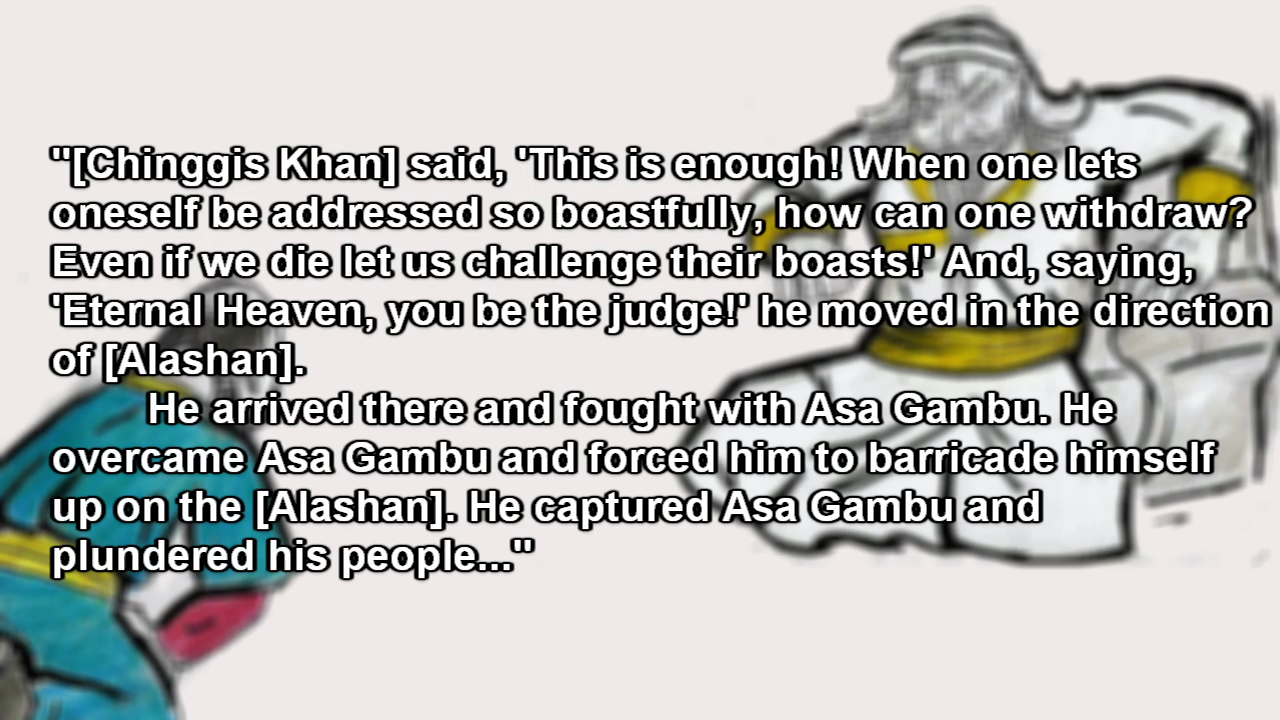 "[Chinggis Khan] said, 'This is enough! When one lets
oneself be addressed so boastfully, how can one withdraw?
Even if we die let us challenge their boasts!' And, saying,
'Eternal Heaven, you be the judge!' he moved in the direction
of [Alashan].
He arrived there and fought with Asa Gambu. He
overcame Asa Gambu and forced him to barricade himself
up on the [Alashan]. He captured Asa Gambu and
plundered his people..."